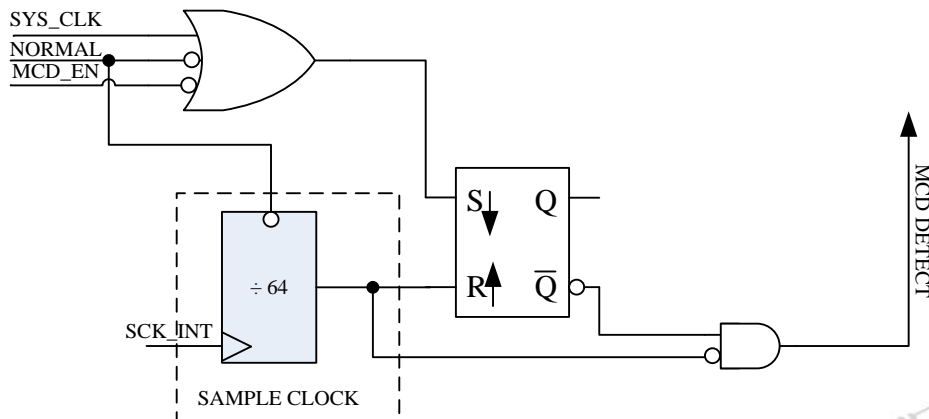 SYS_CLK
NORMAL
MCD_EN
S
Q
÷ 64
R
Q̅
SCK_INT
SAMPLE CLOCK
MCD DETECT